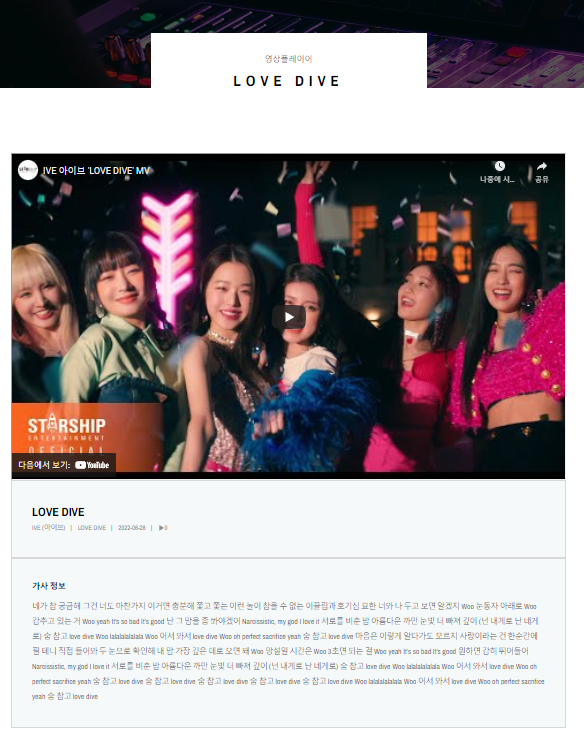 영상플레이어
LOVE DIVE
IVE 아이브 'LOVE DIVE' MV
나중에 시...
공유
STARSHIP
ENTERTAINMENT
OFFICIAL
다음에서 보기: YouTube
LOVE DIVE
IVE (아이브) | LOVE DIVE | 2022-06-28 | ▶0
가사 정보
네가 참 궁금해 그건 너도 마찬가지 이거면 충분해 쫓고 쫓는 이런 놀이 참을 수 없는 이끌림과 호기심 묘한 너와 나 두고 보면 알겠지 Woo 눈동자 아래로 Woo
감추고 있는 거 Woo yeah It's so bad It's good 난 그 맘을 좀 봐야겠어 Narcissistic, my god I love it 서로를 비춘 밤 아름다운 까만 눈빛 더 빠져 깊이 (넌 내게로 난 네게
로) 숨 참고 love dive Woo lalalalalalala Woo 어서 와서 love dive Woo oh perfect sacrifice yeah 숨 참고 love dive 마음은 이렇게 알다가도 모르지 사랑이라는 건 한순간에
필 테니 직접 들어와 두 눈으로 확인해 내 맘 가장 깊은 데로 오면 돼 Woo 망설일 시간은 Woo 3초면 되는 걸 Woo yeah It's so bad It's good 원하면 감히 뛰어들어
Narcissistic, my god I love it 서로를 비춘 밤 아름다운 까만 눈빛 더 빠져 깊이 (넌 내게로 난 네게로) 숨 참고 love dive Woo lalalalalalala Woo 어서 와서 love dive Woo oh
perfect sacrifice yeah 숨 참고 love dive 숨 참고 love dive 숨 참고 love dive 숨 참고 love dive Woo lalalalalalala Woo 어서 와서 love dive Woo oh perfect sacrifice
yeah 숨 참고 love dive